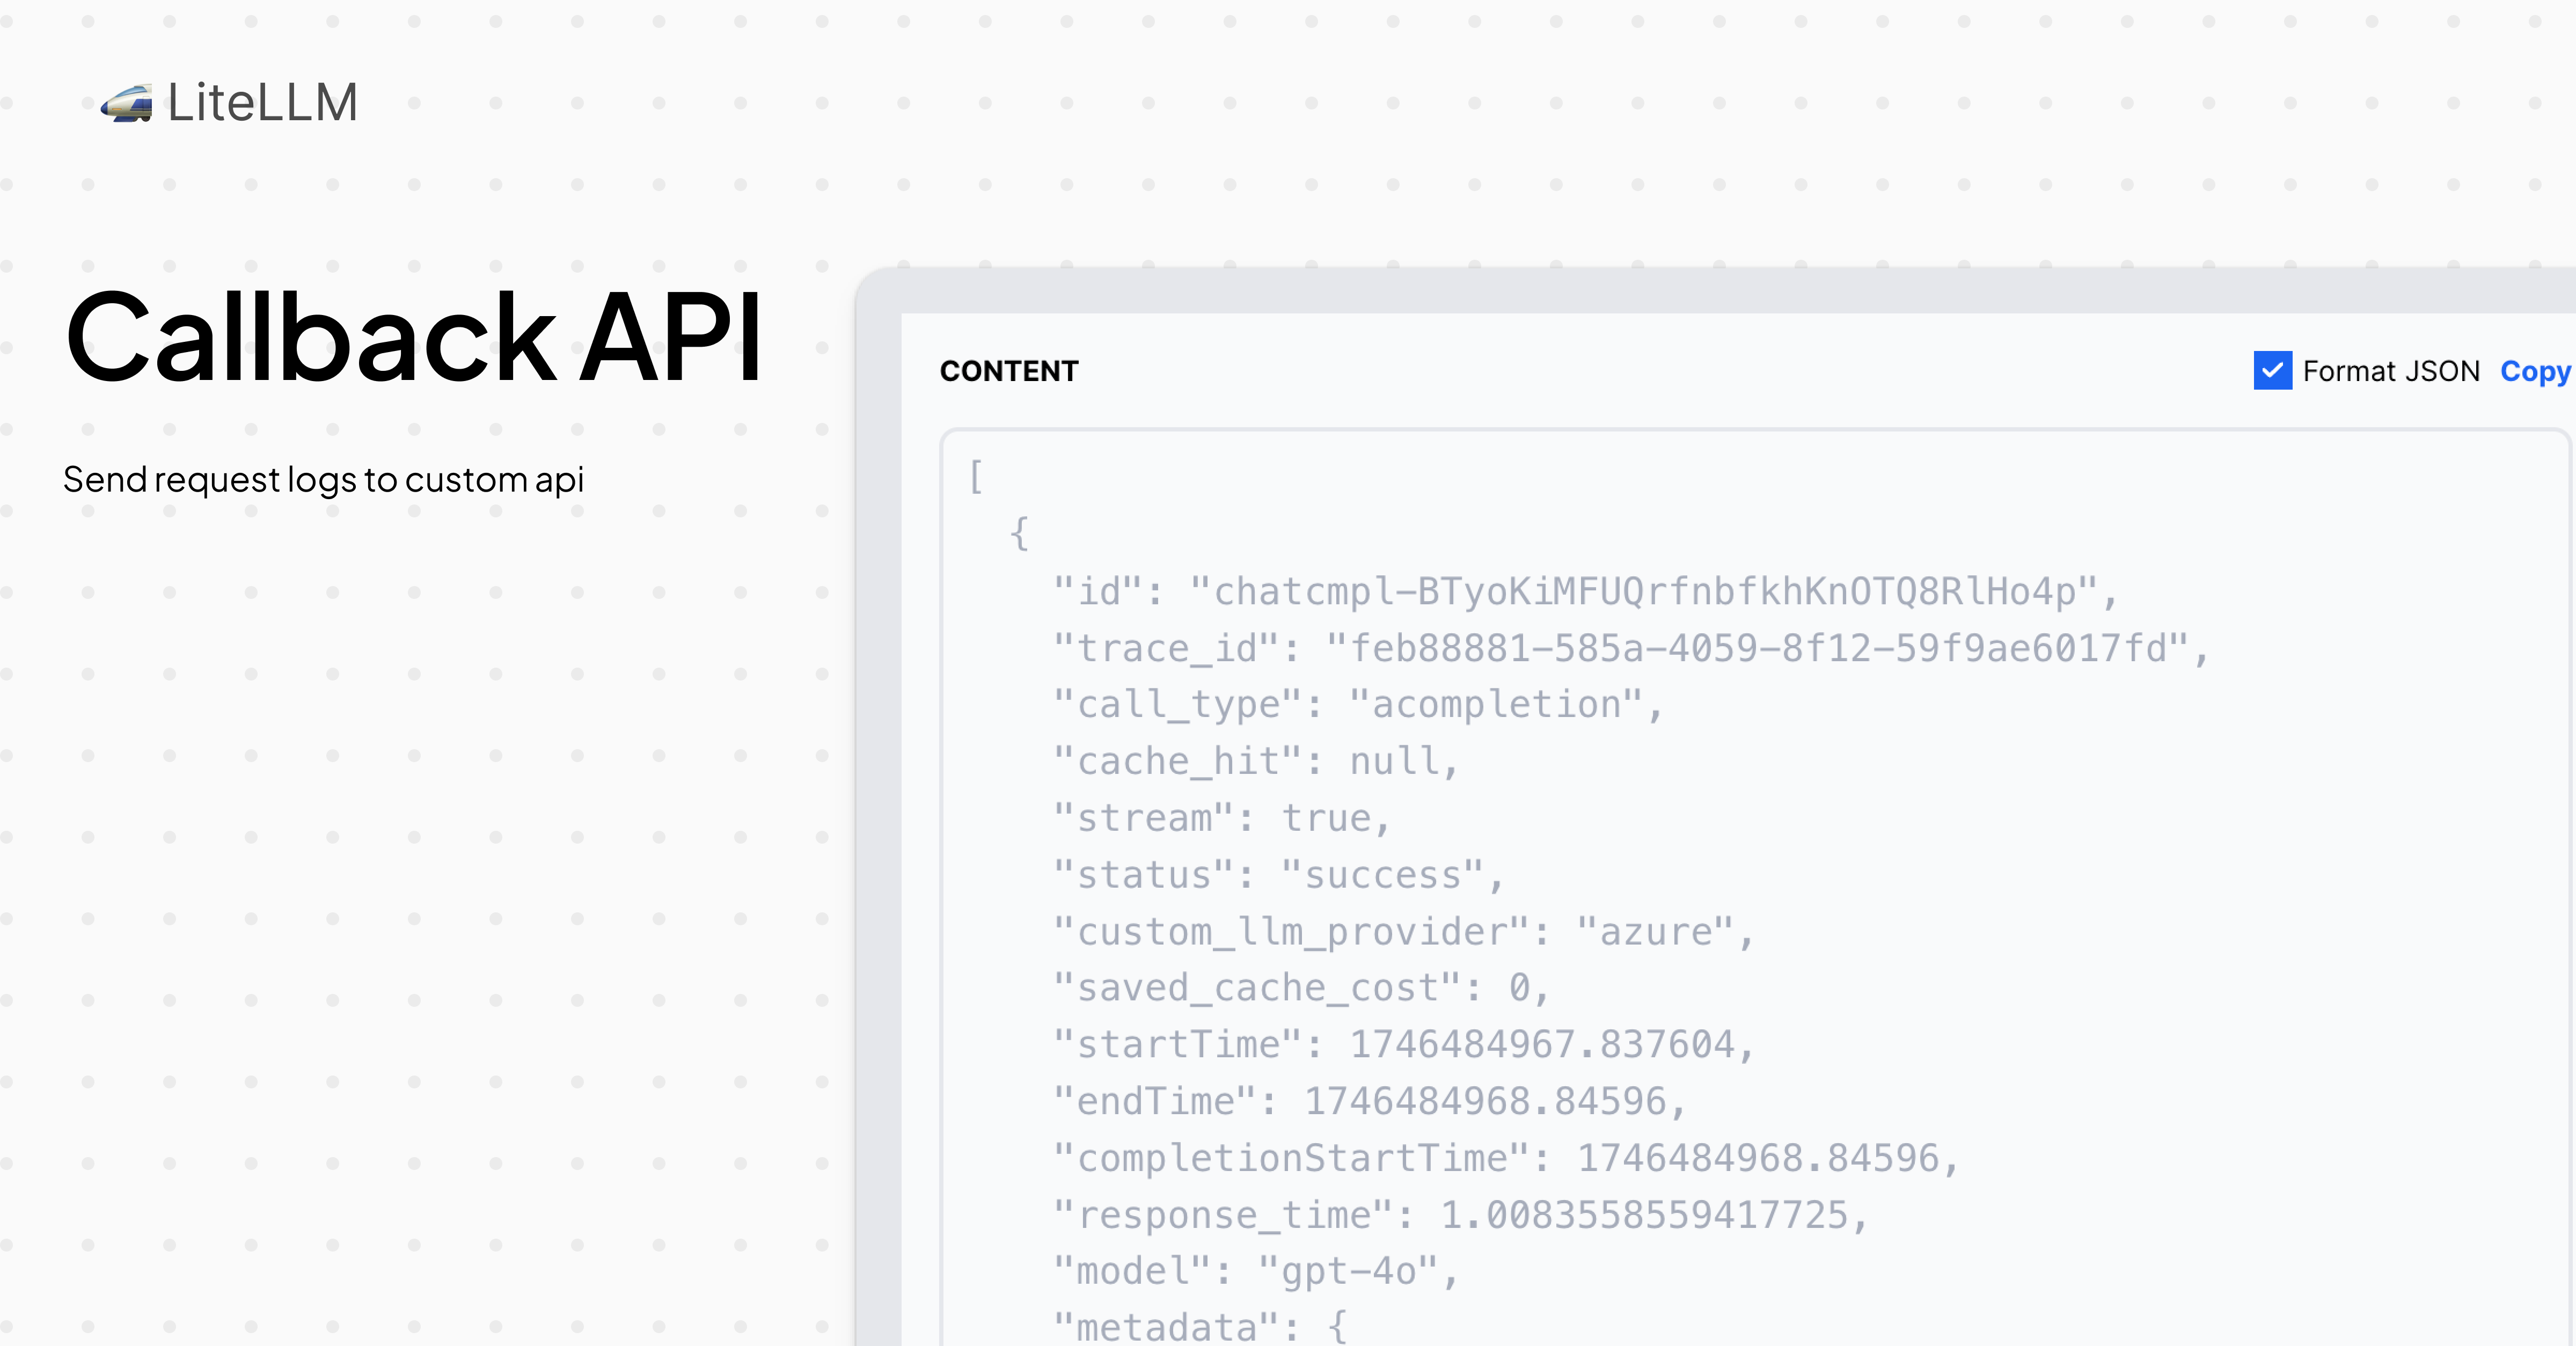 LiteLLM
Callback API
Send request logs to custom api
CONTENT
Format JSON Copy
[
{
"id": "chatcmpl-BTyoKiMFUQrfnbfkhKnOTQ8RlHo4p",
"trace_id": "feb88881-585a-4059-8f12-59f9ae6017fd",
"call_type": "acompletion",
"cache_hit": null,
"stream": true,
"status": "success",
"custom_llm_provider": "azure",
"saved_cache_cost": 0,
"startTime": 1746484967.837604,
"endTime": 1746484968.84596,
"completionStartTime": 1746484968.84596,
"response_time": 1.0083558559417725,
"model": "gpt-4o",
"metadata": {